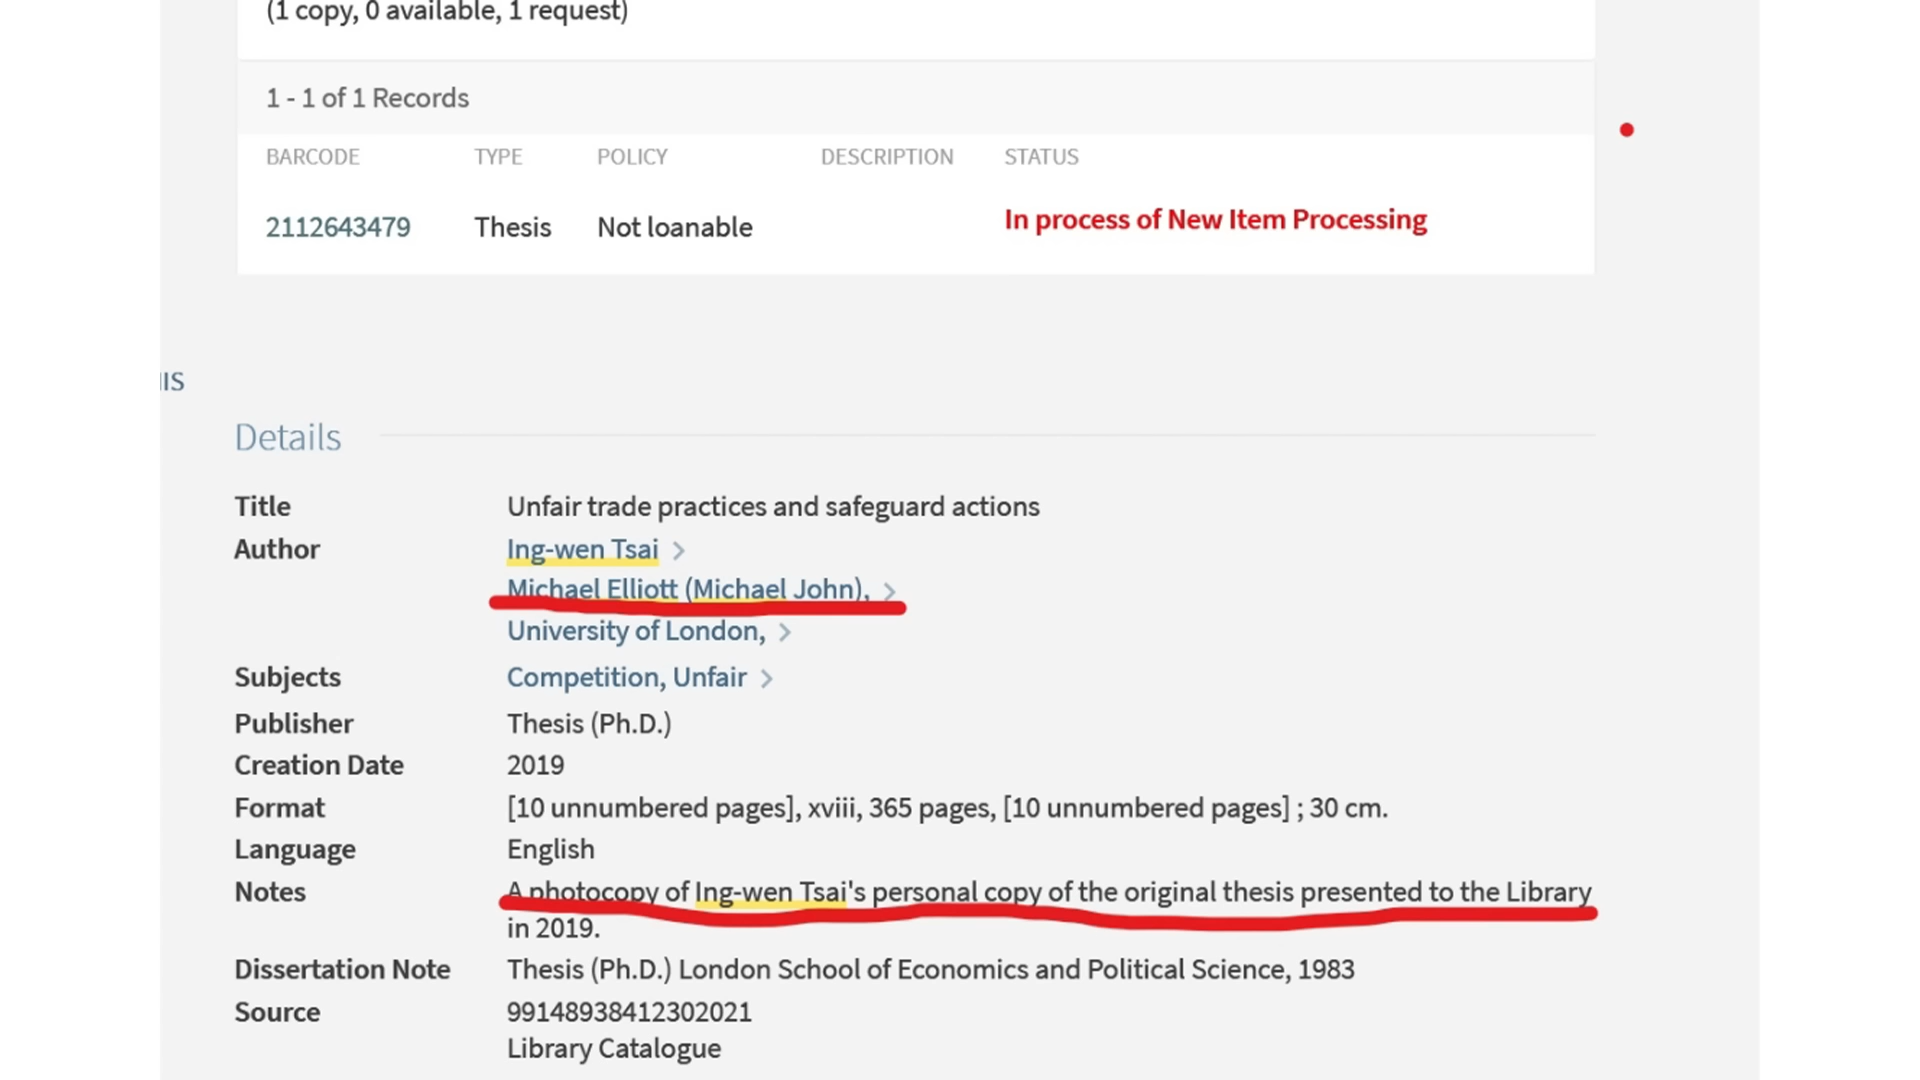 (1 copy, 0 available, 1 request)
1 - 1 of 1 Records
BARCODE TYPE POLICY DESCRIPTION STATUS
2112643479 Thesis Not loanable In process of New Item Processing
IS
Details
Title Unfair trade practices and safeguard actions
Author Ing-wen Tsai >
Michael Elliott (Michael John), >
University of London, >
Subjects Competition, Unfair >
Publisher Thesis (Ph.D.)
Creation Date 2019
Format [10 unnumbered pages], xviii, 365 pages, [10 unnumbered pages] ; 30 cm.
Language English
Notes A photocopy of Ing-wen Tsai's personal copy of the original thesis presented to the Library
in 2019.
Dissertation Note Thesis (Ph.D.) London School of Economics and Political Science, 1983
Source 99148938412302021
Library Catalogue